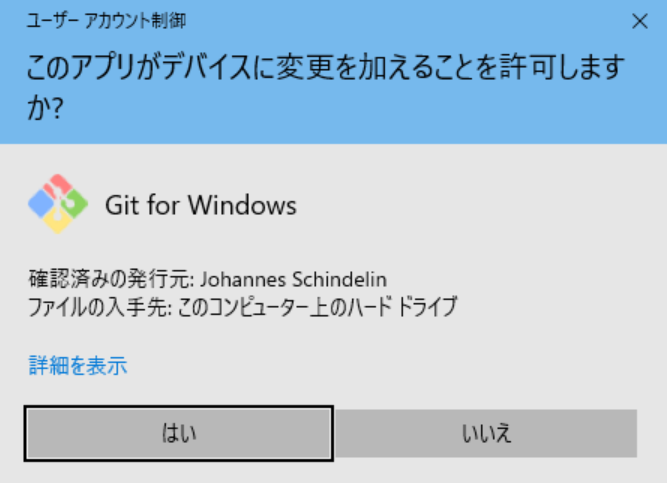 ユーザー アカウント制御
このアプリがデバイスに変更を加えることを許可します
か?
Git for Windows
確認済みの発行元: Johannes Schindelin
ファイルの入手先: このコンピューター上のハード ドライブ
詳細を表示
はい
いいえ